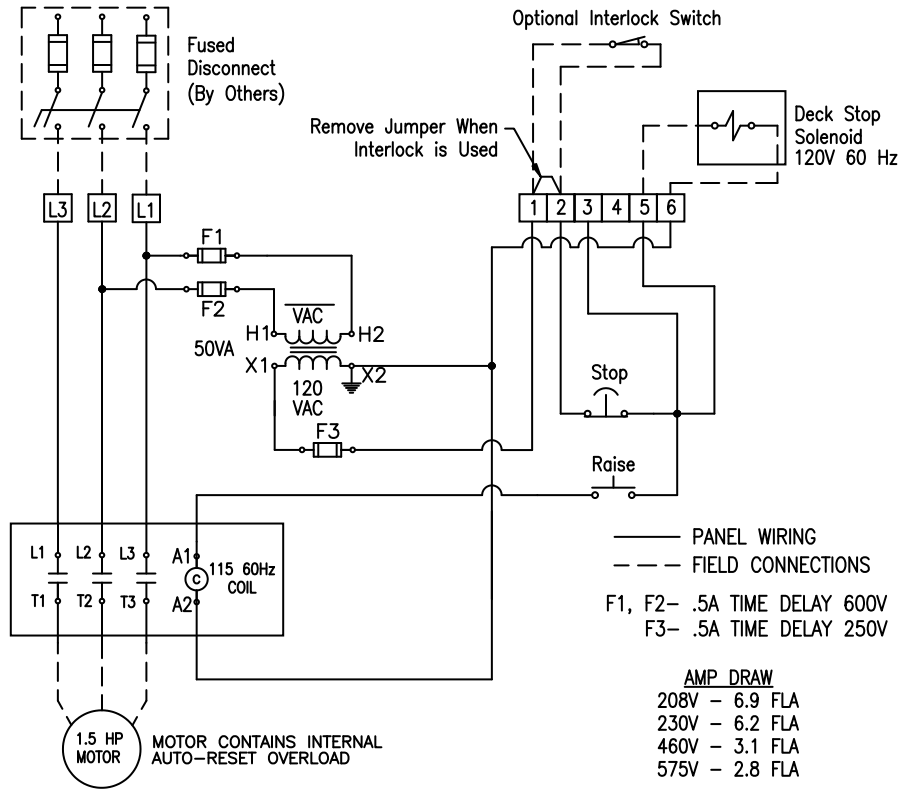 Optional Interlock Switch
Fused
Disconnect
(By Others)
Remove Jumper When
Interlock is Used
Deck Stop
Solenoid
120V 60 Hz
L3 L2 L1
1 2 3 4 5 6
F1
F2
VAC
H1 H2
50VA
X1 X2
120
VAC
F3
Stop
Raise
L1 L2 L3 A1
115 60Hz
C
COIL
T1 T2 T3 A2
PANEL WIRING
FIELD CONNECTIONS
F1, F2- .5A TIME DELAY 600V
F3- .5A TIME DELAY 250V
AMP DRAW
208V - 6.9 FLA
230V - 6.2 FLA
460V - 3.1 FLA
575V - 2.8 FLA
1.5 HP
MOTOR
MOTOR CONTAINS INTERNAL
AUTO-RESET OVERLOAD